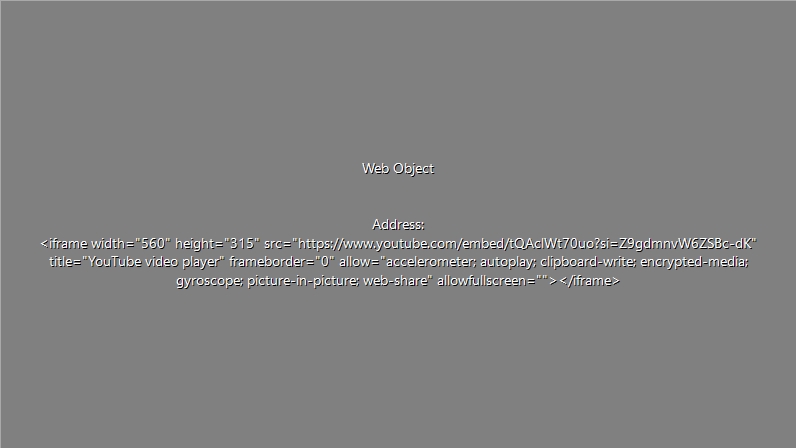 Web Object
Address:
<iframe width="560" height="315" src="https://www.youtube.com/embed/tQAclWt70uo?si=Z9gdmnvW6ZSBc-dK"
title="YouTube video player" frameborder="0" allow="accelerometer; autoplay; clipboard-write; encrypted-media;
gyroscope; picture-in-picture; web-share" allowfullscreen=""></iframe>